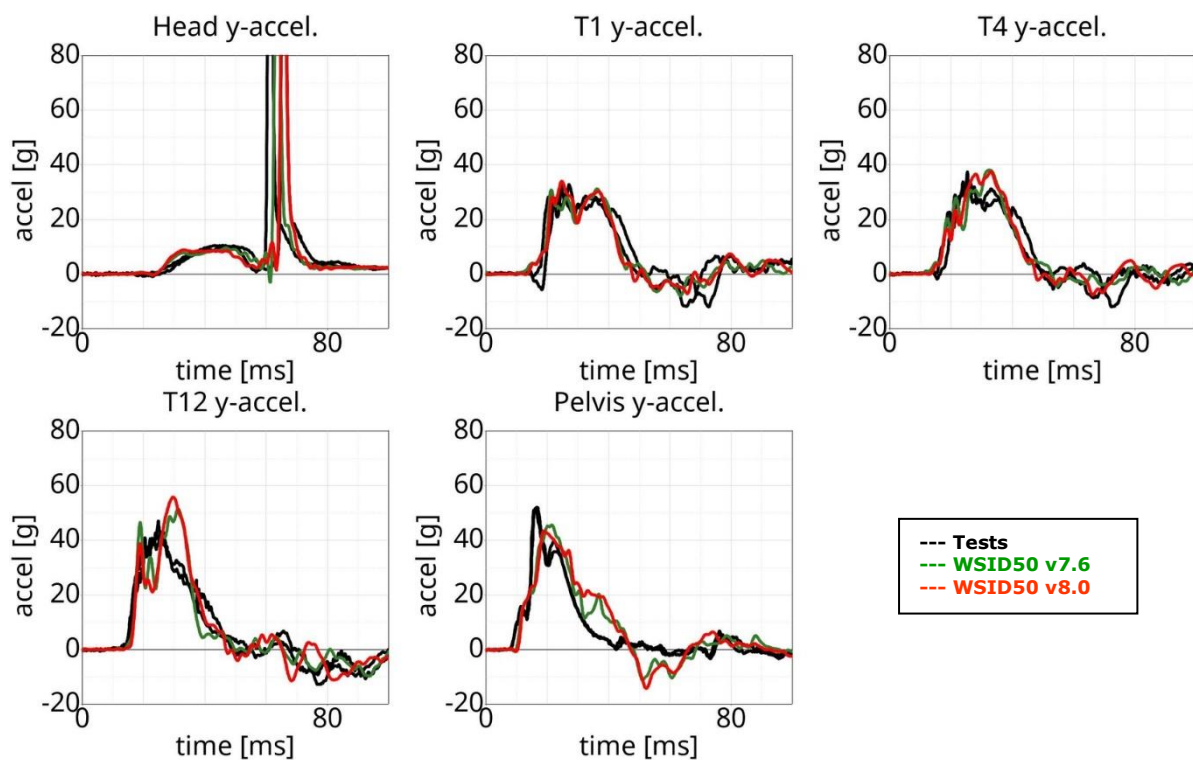 Head y-accel.
80
60
40
20
0
-20
accel [g]
0
80
time [ms]
T1 y-accel.
80
60
40
20
0
-20
accel [g]
0
80
time [ms]
T4 y-accel.
80
60
40
20
0
-20
accel [g]
0
80
time [ms]
T12 y-accel.
80
60
40
20
0
-20
accel [g]
0
80
time [ms]
Pelvis y-accel.
80
60
40
20
0
-20
accel [g]
0
80
time [ms]
--- Tests
--- WSID50 v7.6
--- WSID50 v8.0